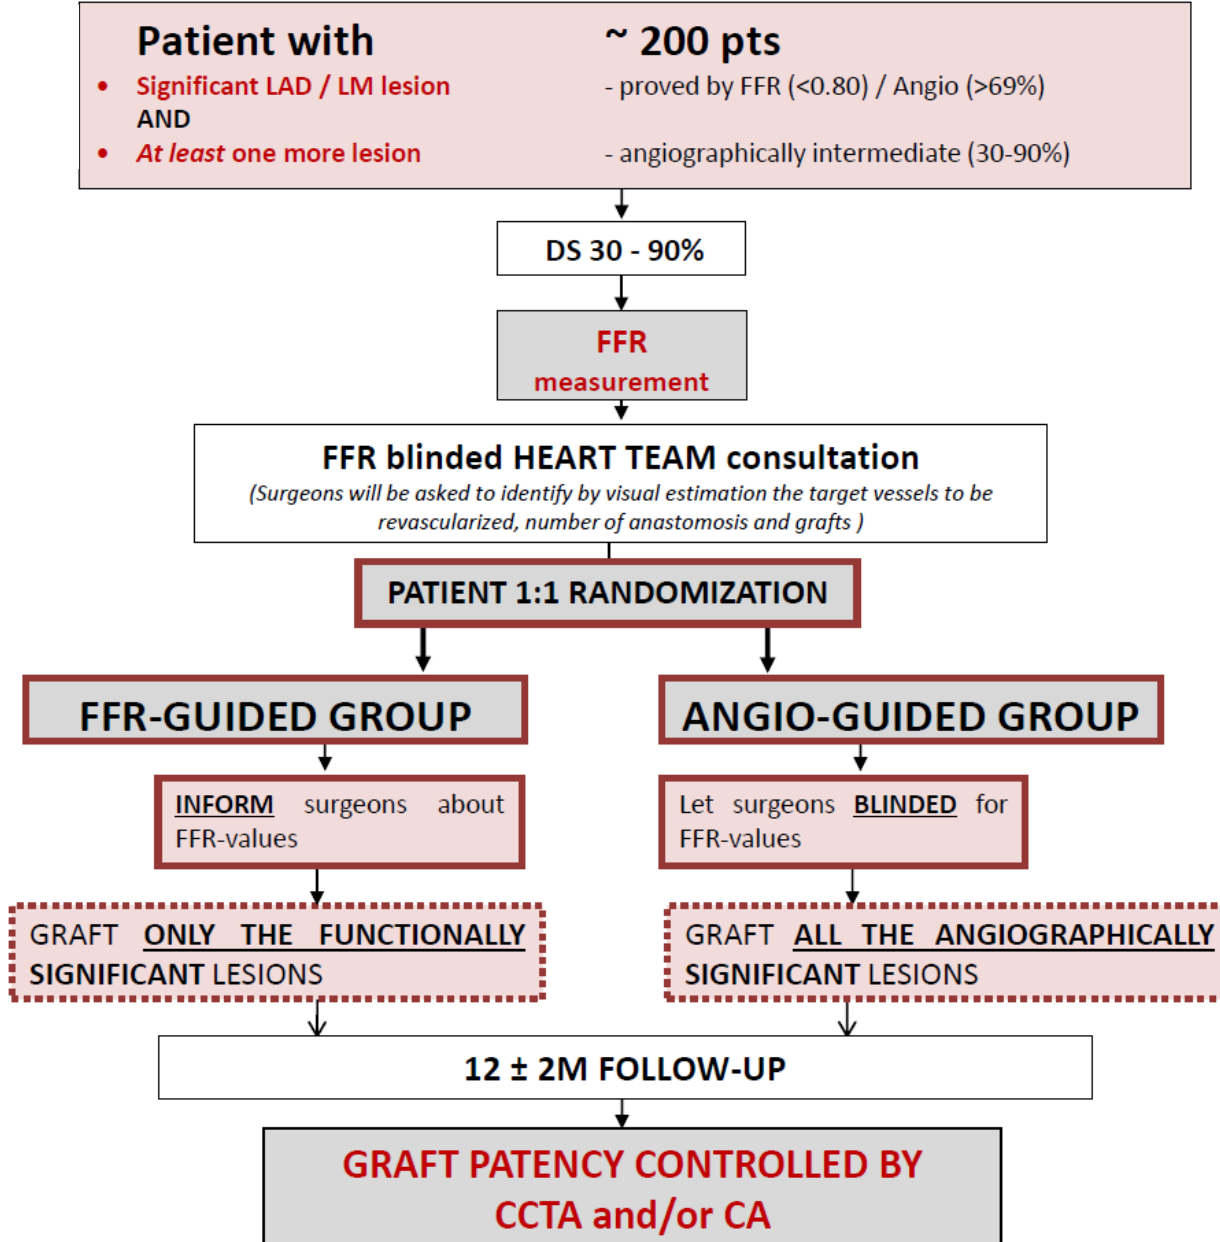 Patient with ~ 200 pts
• Significant LAD / LM lesion - proved by FFR (<0.80) / Angio (>69%)
AND
• At least one more lesion - angiographically intermediate (30-90%)
DS 30 - 90%
FFR
measurement
FFR blinded HEART TEAM consultation
(Surgeons will be asked to identify by visual estimation the target vessels to be
revascularized, number of anastomosis and grafts )
PATIENT 1:1 RANDOMIZATION
FFR-GUIDED GROUP
ANGIO-GUIDED GROUP
INFORM surgeons about
FFR-values
Let surgeons BLINDED for
FFR-values
GRAFT ONLY THE FUNCTIONALLY
SIGNIFICANT LESIONS
GRAFT ALL THE ANGIOGRAPHICALLY
SIGNIFICANT LESIONS
12 ± 2M FOLLOW-UP
GRAFT PATENCY CONTROLLED BY
CCTA and/or CA